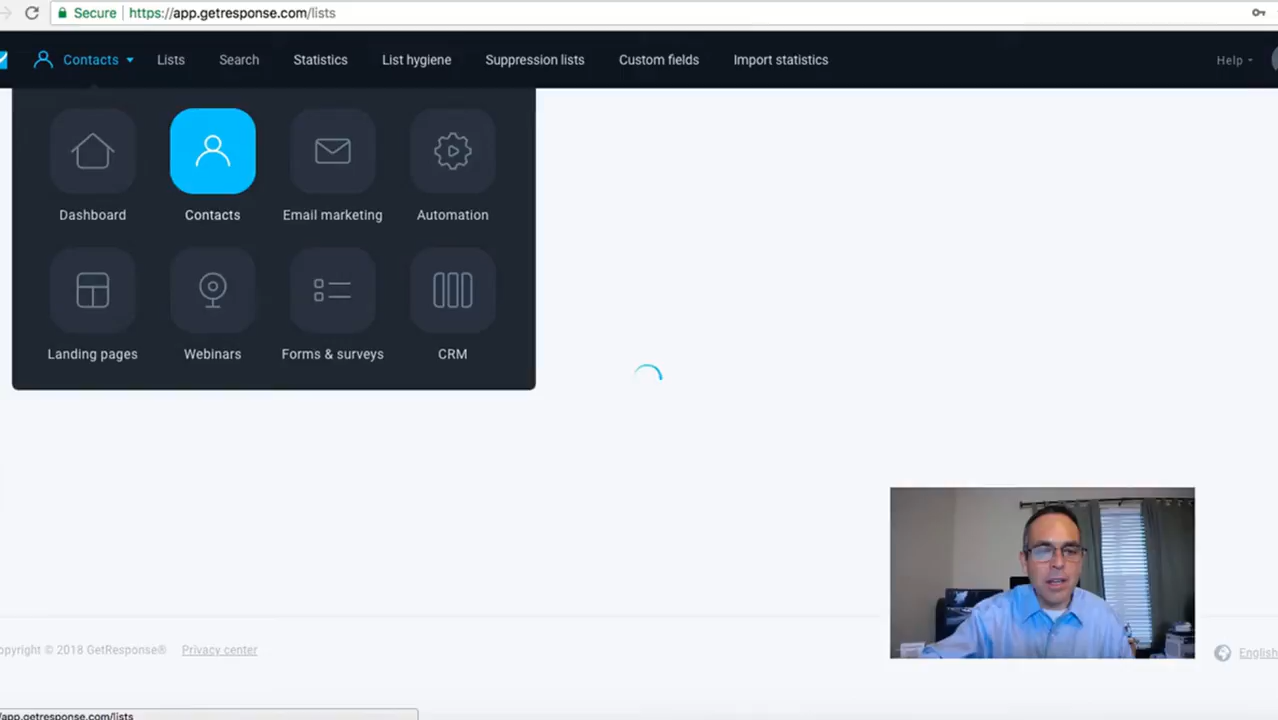 Secure https://app.getresponse.com/lists
Contacts Lists Search Statistics List hygiene Suppression lists Custom fields Import statistics Help
Dashboard Contacts Email marketing Automation
Landing pages Webinars Forms & surveys CRM
opyright © 2018 GetResponse® Privacy center English
/app.getresponse.com/lists